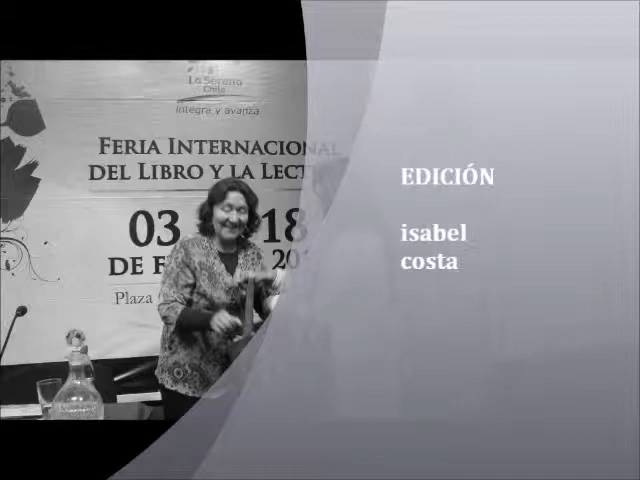 La Serena
Chile
integra y avanza
FERIA INTERNACIONAL
DEL LIBRO Y LA LECT
03 18
DE F 20
Plaza
EDICIÓN
isabel
costa